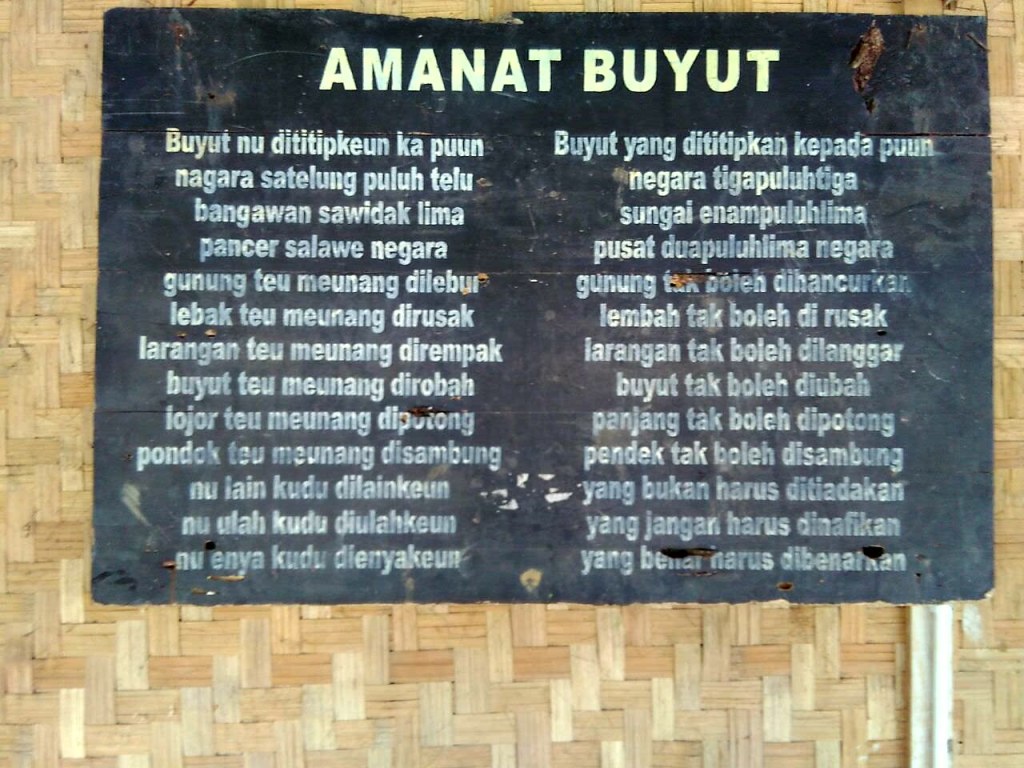 AMANAT BUYUT
Buyut nu dititipkeun ka puun
nagara satelung puluh telu
bangawan sawidak lima
pancer salawe negara
gunung teu meunang dilebur
lebak teu meunang dirusak
larangan teu meunang dirempak
buyut teu meunang dirobah
lojor teu meunang dipotong
pondok teu meunang disambung
nu lain kudu dilainkeun
nu ulah kudu diulahkeun
nu enya kudu dienyakeun
Buyut yang dititipkan kepada puun
negara tigapuluhtiga
sungai enampuluhlima
pusat duapuluhlima negara
gunung tak boleh dihancurkan
lembah tak boleh di rusak
larangan tak boleh dilanggar
buyut tak boleh diubah
panjang tak boleh dipotong
pendek tak boleh disambung
yang bukan harus ditiadakan
yang jangan harus dinafikan
yang benar harus dibenarkan